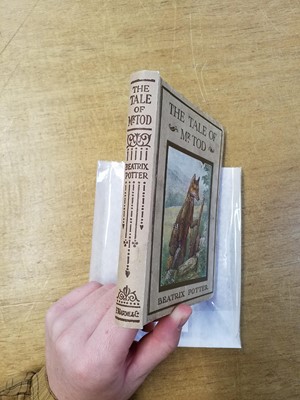 THE
TALE
OF
MR TOD
BEATRIX
POTTER
F.WARNE & Co
THE TALE OF
MR TOD
BEATRIX POTTER